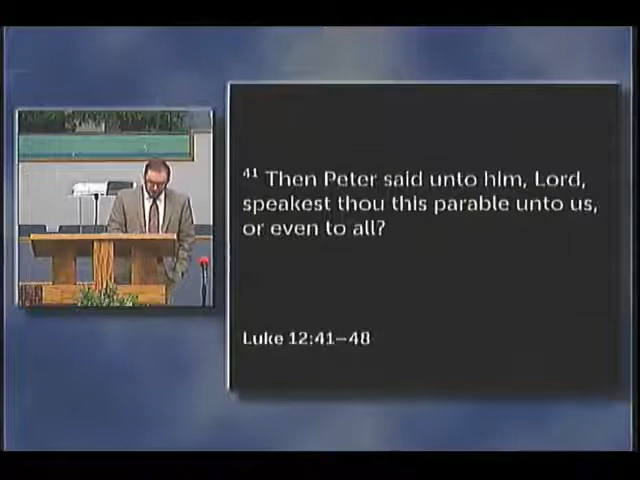 41 Then Peter said unto him, Lord,
speakest thou this parable unto us,
or even to all?
Luke 12:41–48